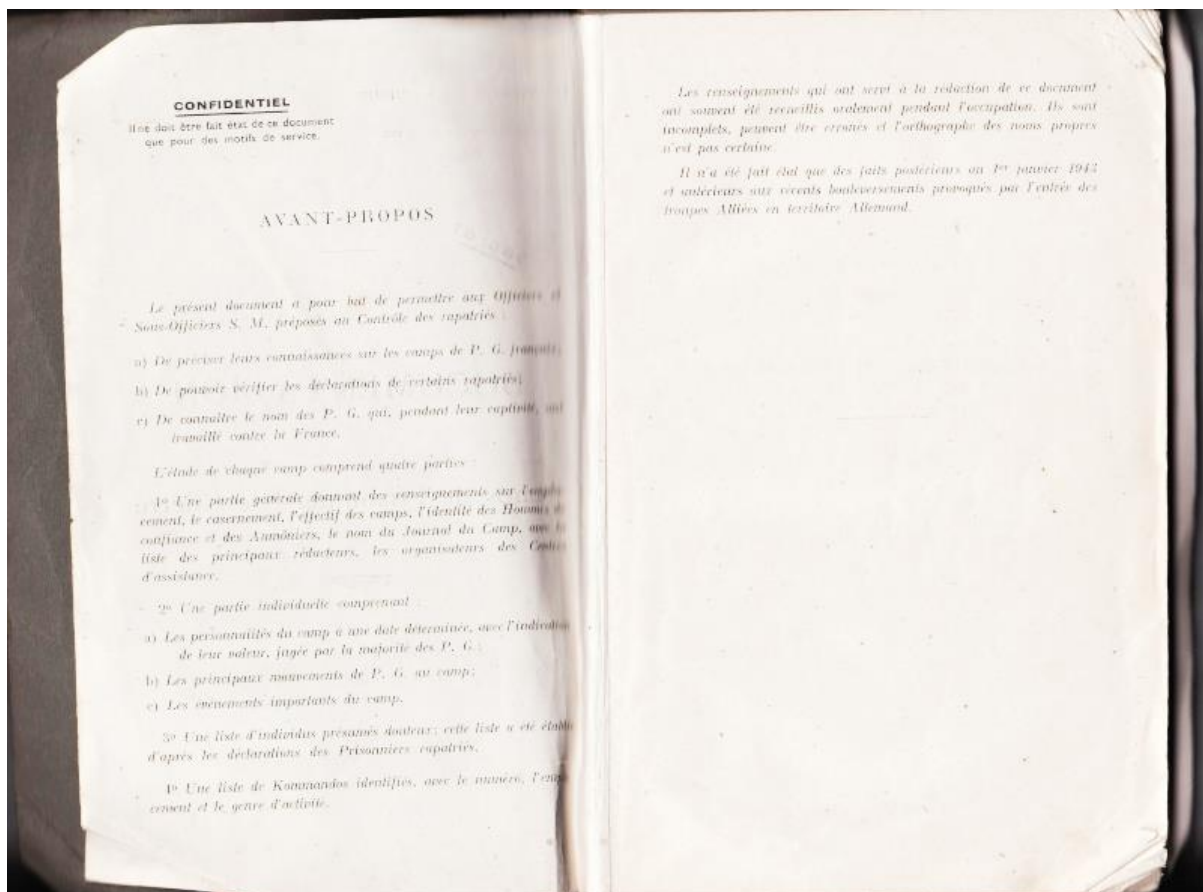 CONFIDENTIEL
Il ne doit être fait état de ce document
que pour des motifs de service.
AVANT-PROPOS
Le présent document a pour but de permettre aux Officiers et
Sous-Officiers S. M. préposés au Contrôle des rapatriés :
a) De préciser leurs connaissances sur les camps de P. G. français;
b) De pouvoir vérifier les déclarations de certains rapatriés;
c) De connaître le nom des P. G. qui, pendant leur captivité, ont
travaillé contre la France.
L'étude de chaque camp comprend quatre parties :
1° Une partie générale donnant des renseignements sur l'empla-
cement, le casernement, l'effectif des camps, l'identité des Hommes de
confiance et des Aumôniers, le nom du Journal du Camp, avec la
liste des principaux rédacteurs, les organisateurs des Centres
d'assistance.
2° Une partie individuelle comprenant :
a) Les personnalités du camp à une date déterminée, avec l'indication
de leur valeur, jugée par la majorité des P. G.;
b) Les principaux mouvements de P. G. au camp;
c) Les événements importants du camp.
3° Une liste d'individus présumés douteux; cette liste a été établie
d'après les déclarations des Prisonniers rapatriés.
4° Une liste de Kommandos identifiés, avec le numéro, l'empla-
cement et le genre d'activité.
Les renseignements qui ont servi à la rédaction de ce document
ont souvent été recueillis oralement pendant l'occupation. Ils sont
incomplets, peuvent être erronés et l'orthographe des noms propres
n'est pas certaine.
Il n'a été fait état que des faits postérieurs au 1er janvier 1942
et antérieurs aux récents bouleversements provoqués par l'entrée des
troupes Alliées en territoire Allemand.